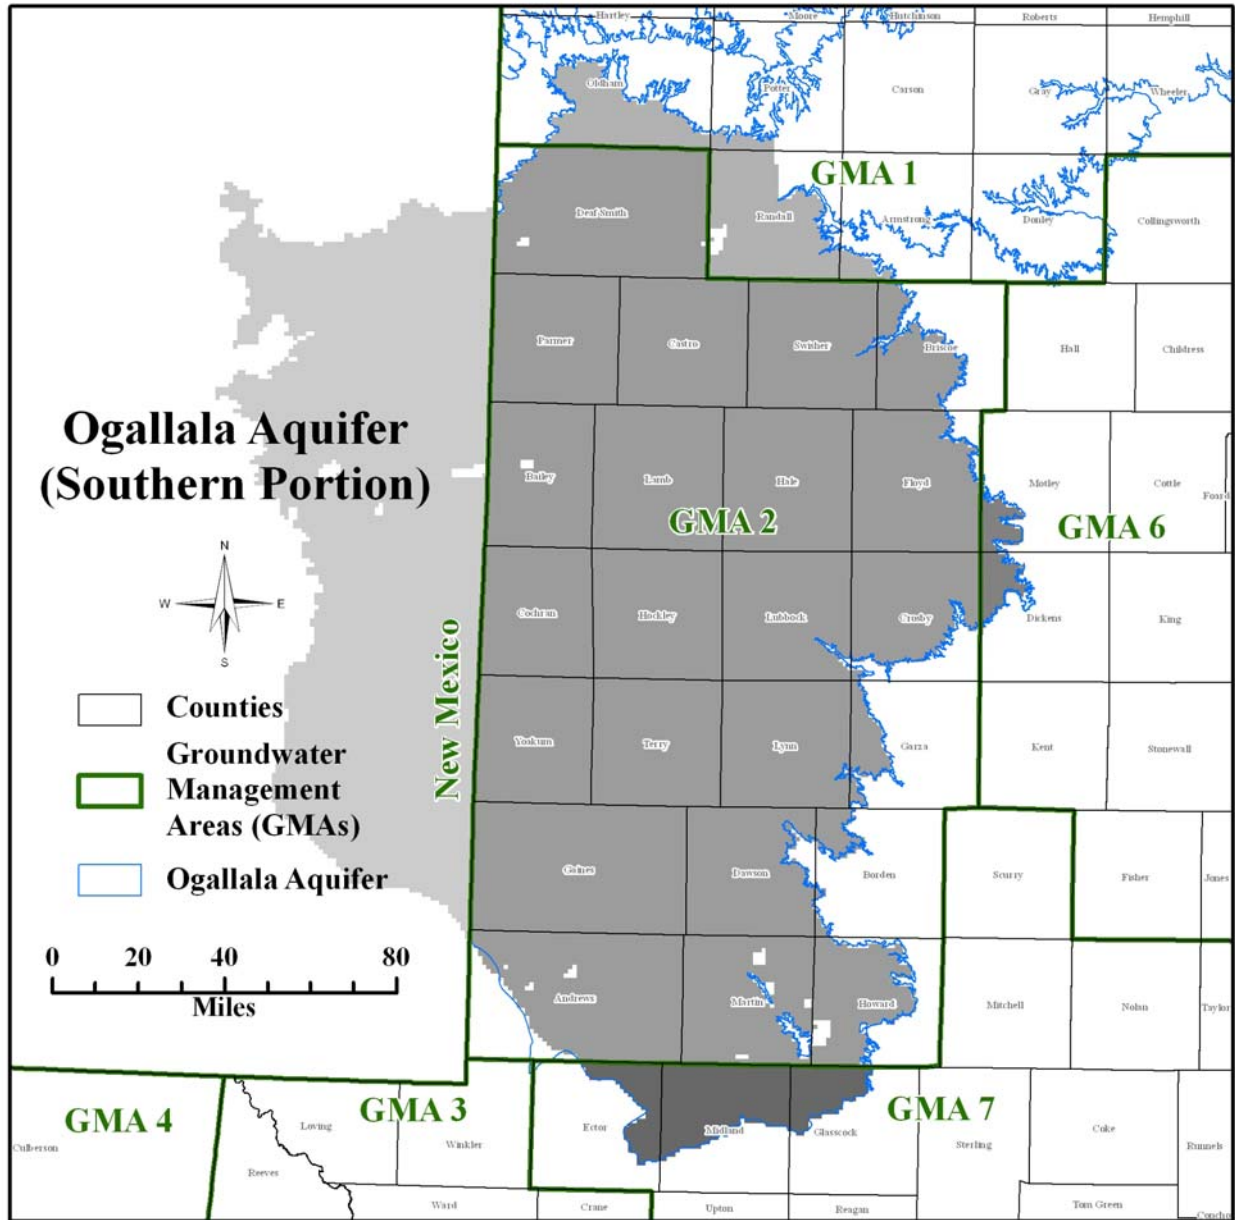 Hartley
Moore
Hutchinson
Roberts
Hemphill
Oldham
Potter
Carson
Gray
Wheeler
GMA 1
Deaf Smith
Randall
Armstrong
Donley
Collingsworth
Parmer
Castro
Swisher
Briscoe
Hall
Childress
Ogallala Aquifer
(Southern Portion)
Bailey
Lamb
Hale
Floyd
Motley
Cottle
Foard
GMA 2
GMA 6
N
W
E
S
Cochran
Hockley
Lubbock
Crosby
Dickens
King
New Mexico
Counties
Groundwater
Management
Areas (GMAs)
Ogallala Aquifer
Yoakum
Terry
Lynn
Garza
Kent
Stonewall
Gaines
Dawson
Borden
Scurry
Fisher
Jones
0 20 40 80
Miles
Andrews
Martin
Howard
Mitchell
Nolan
Taylor
GMA 4
GMA 3
GMA 7
Culberson
Loving
Winkler
Reeves
Ector
Midland
Glasscock
Sterling
Coke
Runnels
Ward
Crane
Upton
Reagan
Tom Green
Concho